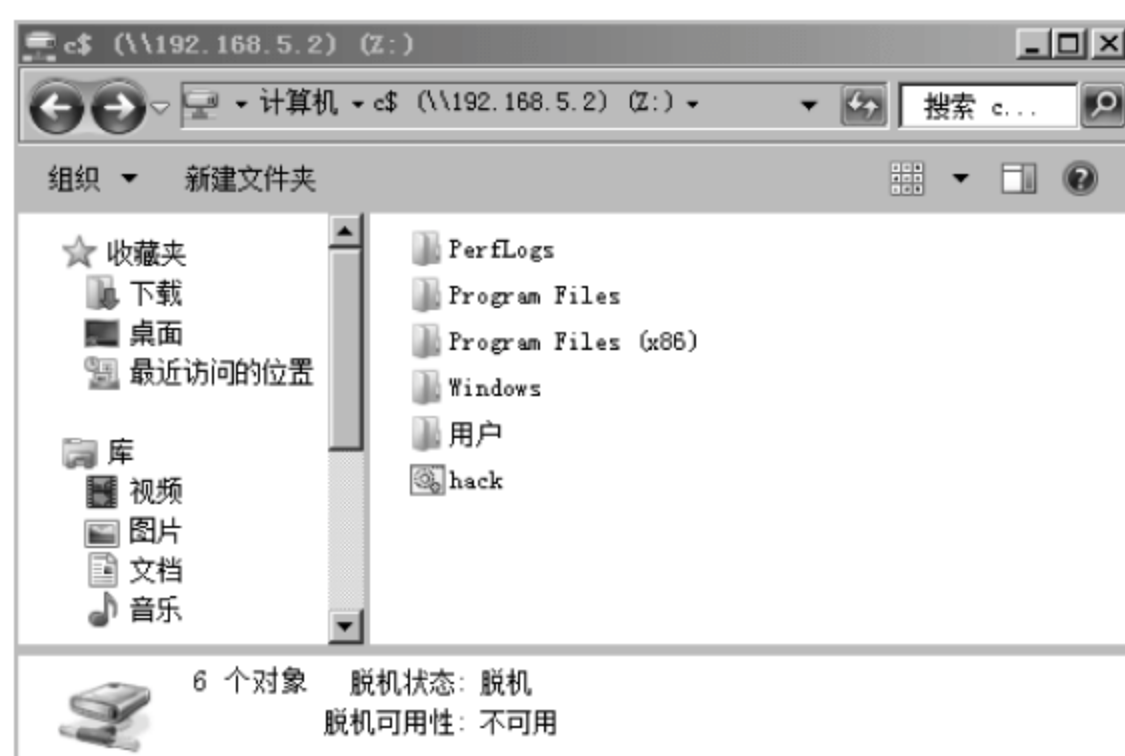 c$ (\\192.168.5.2) (Z:)
计算机 c$ (\\192.168.5.2) (Z:) 搜索 c...
组织 新建文件夹
收藏夹
下载
桌面
最近访问的位置
库
视频
图片
文档
音乐
PerfLogs
Program Files
Program Files (x86)
Windows
用户
hack
6 个对象 脱机状态: 脱机
脱机可用性: 不可用